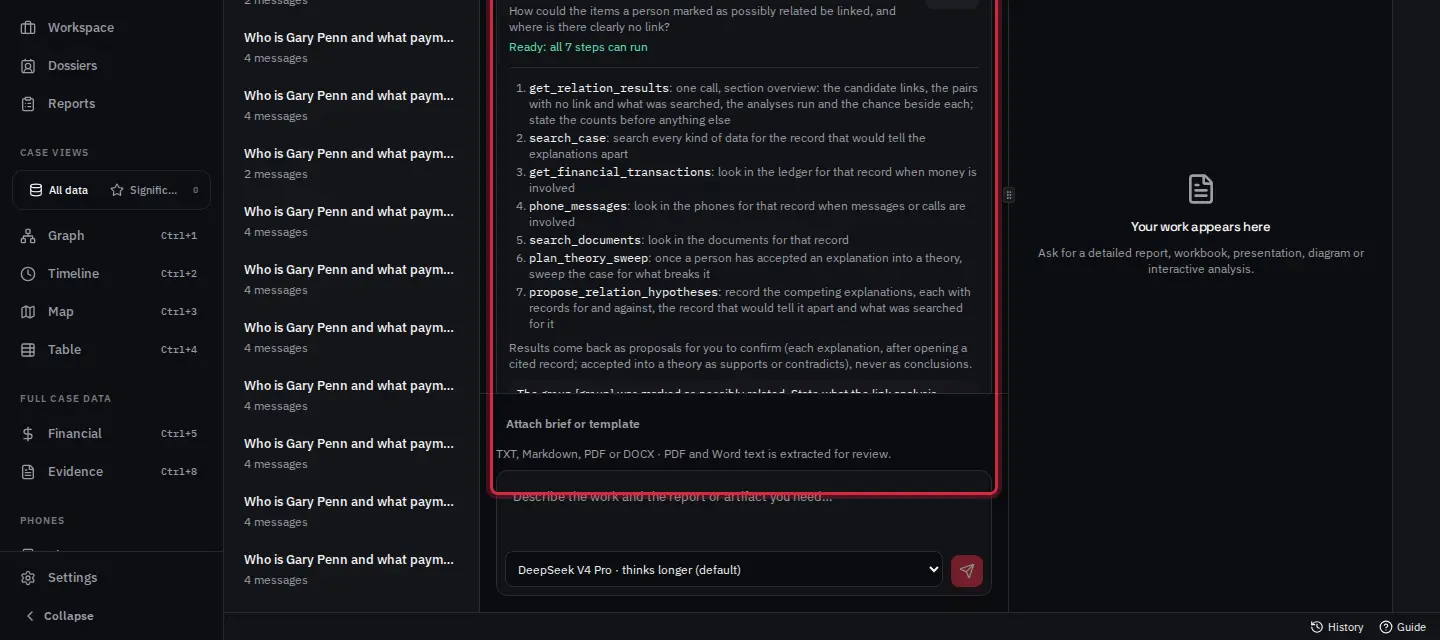 Workspace
Dossiers
Reports
CASE VIEWS
All data
Signific... 0
Graph Ctrl+1
Timeline Ctrl+2
Map Ctrl+3
Table Ctrl+4
FULL CASE DATA
Financial Ctrl+5
Evidence Ctrl+8
PHONES
Settings
Collapse
2 messages
Who is Gary Penn and what paym...
4 messages
Who is Gary Penn and what paym...
4 messages
Who is Gary Penn and what paym...
2 messages
Who is Gary Penn and what paym...
4 messages
Who is Gary Penn and what paym...
4 messages
Who is Gary Penn and what paym...
4 messages
Who is Gary Penn and what paym...
4 messages
Who is Gary Penn and what paym...
4 messages
Who is Gary Penn and what paym...
4 messages
Who is Gary Penn and what paym...
4 messages
How could the items a person marked as possibly related be linked, and
where is there clearly no link?
Ready: all 7 steps can run
1. get_relation_results: one call, section overview: the candidate links, the pairs
with no link and what was searched, the analyses run and the chance beside each;
state the counts before anything else
2. search_case: search every kind of data for the record that would tell the
explanations apart
3. get_financial_transactions: look in the ledger for that record when money is
involved
4. phone_messages: look in the phones for that record when messages or calls are
involved
5. search_documents: look in the documents for that record
6. plan_theory_sweep: once a person has accepted an explanation into a theory,
sweep the case for what breaks it
7. propose_relation_hypotheses: record the competing explanations, each with
records for and against, the record that would tell it apart and what was searched
for it
Results come back as proposals for you to confirm (each explanation, after opening a
cited record; accepted into a theory as supports or contradicts), never as conclusions.
The group [group] was marked as possibly related. State what the link analysis
Attach brief or template
TXT, Markdown, PDF or DOCX · PDF and Word text is extracted for review.
Describe the work and the report or artifact you need...
DeepSeek V4 Pro · thinks longer (default)
Your work appears here
Ask for a detailed report, workbook, presentation, diagram or
interactive analysis.
History
Guide